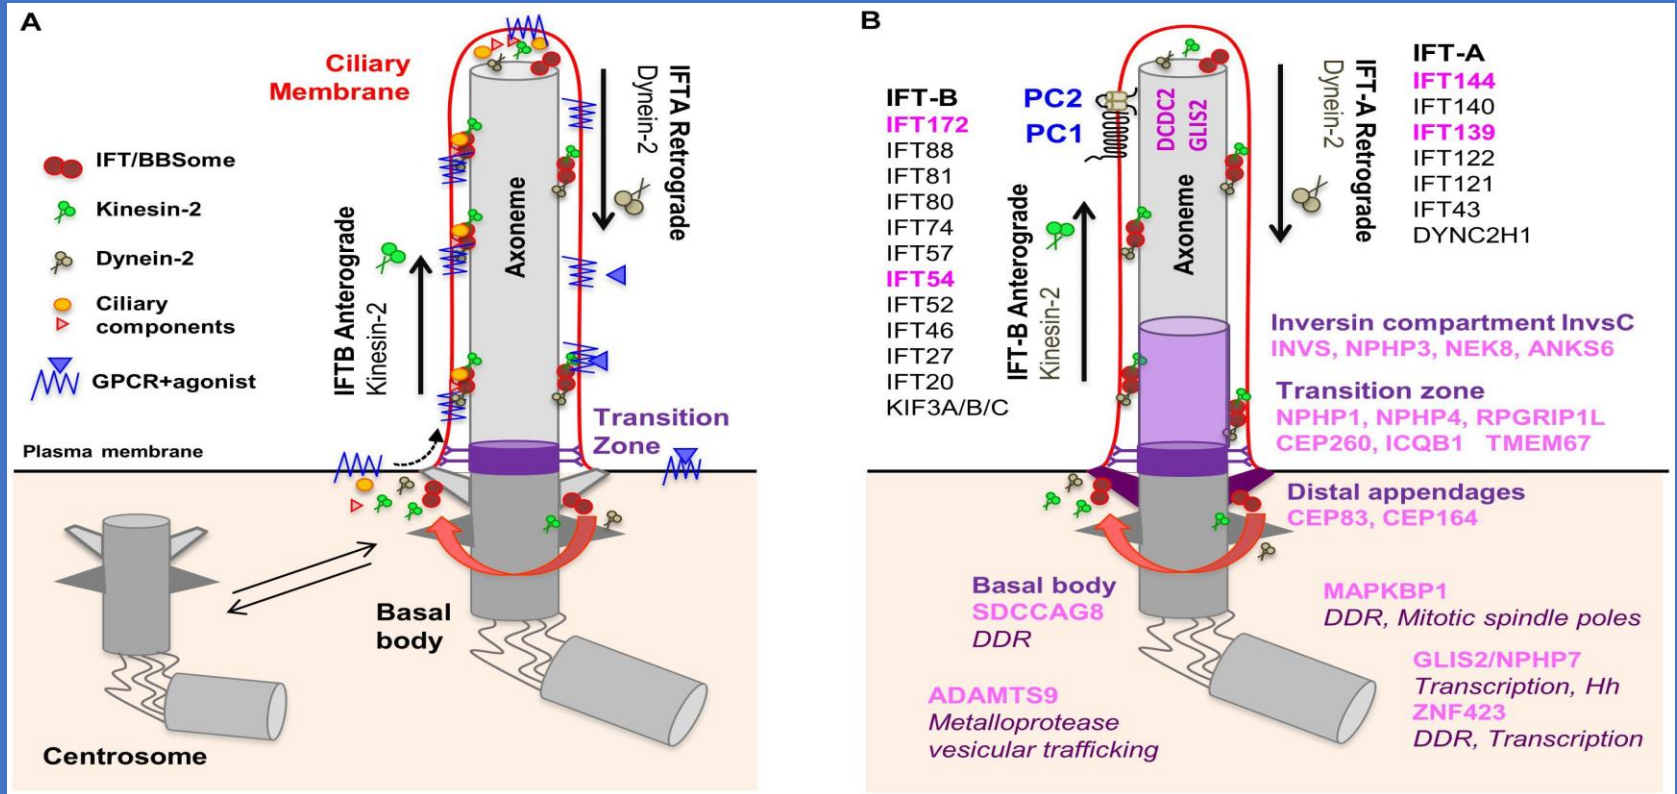 A
Ciliary
Membrane
IFT/BBSome
Kinesin-2
Dynein-2
Ciliary
components
GPCR+agonist
Plasma membrane
IFTB Anterograde
Kinesin-2
Axoneme
IFTA Retrograde
Dynein-2
Transition
Zone
Basal
body
Centrosome
B
IFT-B
IFT172
IFT88
IFT81
IFT80
IFT74
IFT57
IFT54
IFT52
IFT46
IFT27
IFT20
KIF3A/B/C
PC2
PC1
IFT-B Anterograde
Kinesin-2
DCDC2
GLIS2
Axoneme
Dynein-2
IFT-A Retrograde
IFT-A
IFT144
IFT140
IFT139
IFT122
IFT121
IFT43
DYNC2H1
Inversin compartment InvsC
INVS, NPHP3, NEK8, ANKS6
Transition zone
NPHP1, NPHP4, RPGRIP1L
CEP260, ICQB1 TMEM67
Distal appendages
CEP83, CEP164
Basal body
SDCCAG8
DDR
ADAMTS9
Metalloprotease
vesicular trafficking
MAPKBP1
DDR, Mitotic spindle poles
GLIS2/NPHP7
Transcription, Hh
ZNF423
DDR, Transcription